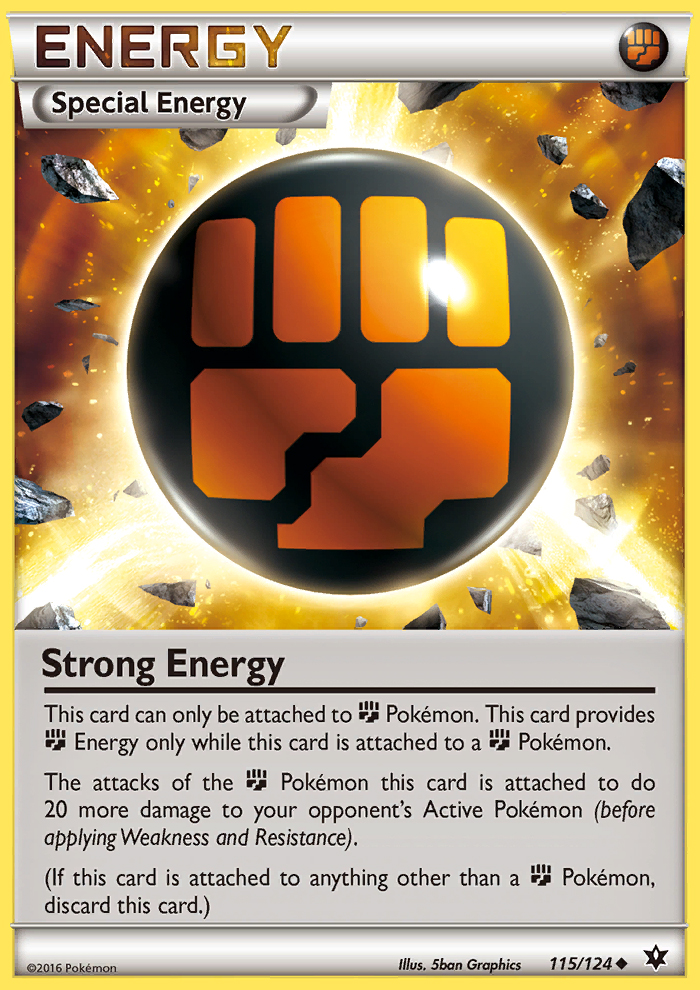 ENERGY
Special Energy
Strong Energy
This card can only be attached to Pokémon. This card provides
Energy only while this card is attached to a Pokémon.
The attacks of the Pokémon this card is attached to do
20 more damage to your opponent's Active Pokémon (before
applying Weakness and Resistance).
(If this card is attached to anything other than a Pokémon,
discard this card.)
©2016 Pokémon Illus. 5ban Graphics 115/124